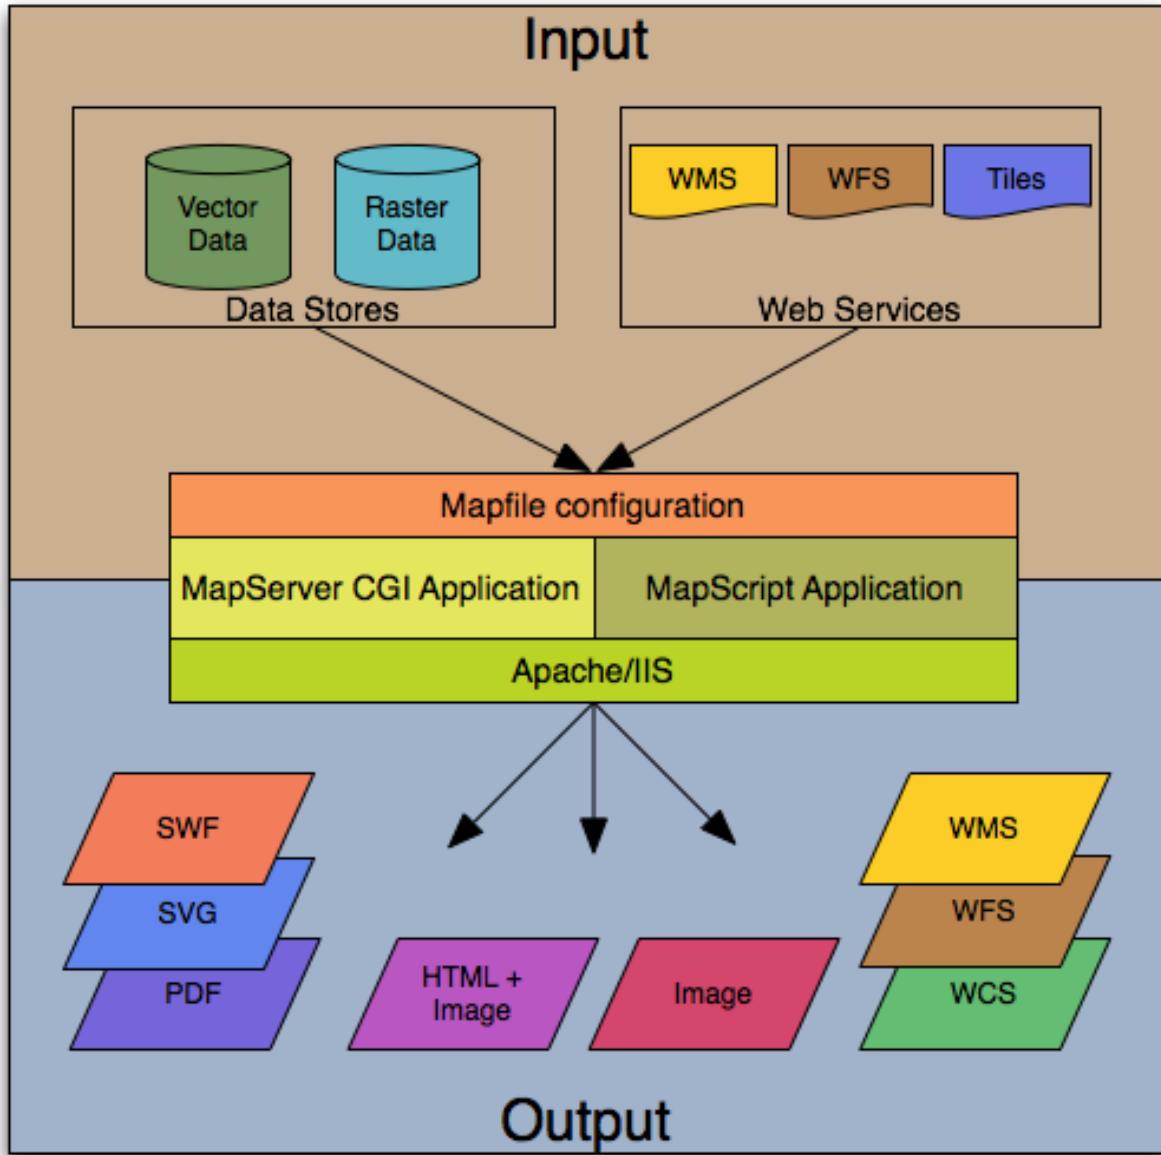 Input
Vector
Data
Raster
Data
Data Stores
WMS
WFS
Tiles
Web Services
Mapfile configuration
MapServer CGI Application
MapScript Application
Apache/IIS
SWF
SVG
PDF
HTML +
Image
Image
WMS
WFS
WCS
Output